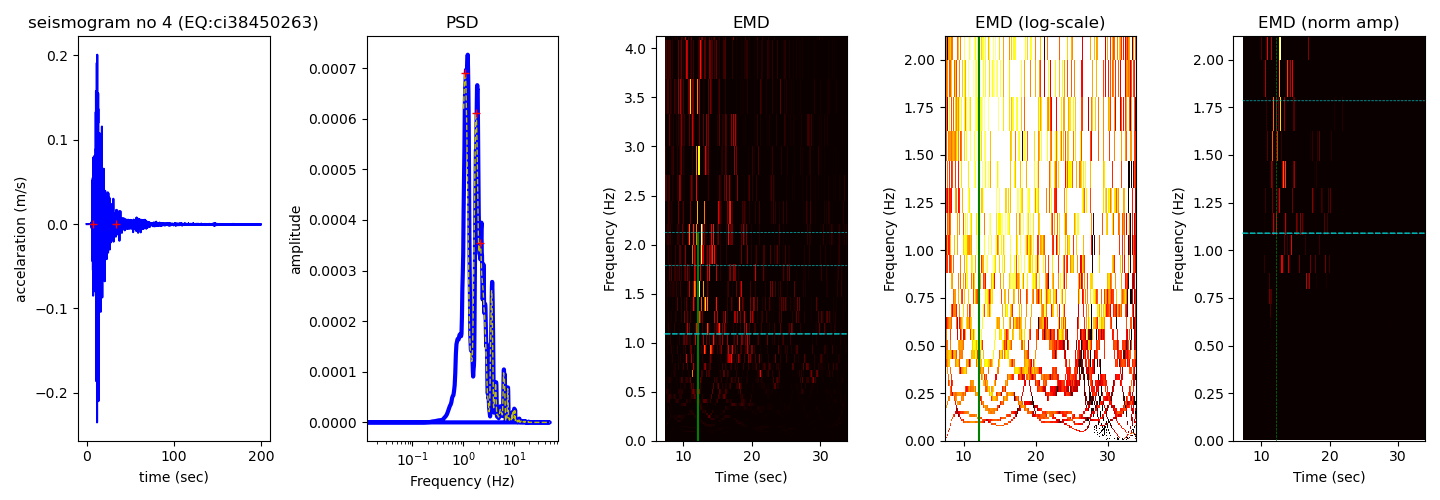 seismogram no 4 (EQ:ci38450263)
accelaration (m/s)
0.2
0.1
0.0
−0.1
−0.2
0 100 200
time (sec)
PSD
amplitude
0.0007
0.0006
0.0005
0.0004
0.0003
0.0002
0.0001
0.0000
10⁻¹ 10⁰ 10¹
Frequency (Hz)
EMD
Frequency (Hz)
4.0
3.5
3.0
2.5
2.0
1.5
1.0
0.5
0.0
10 20 30
Time (sec)
EMD (log-scale)
Frequency (Hz)
2.00
1.75
1.50
1.25
1.00
0.75
0.50
0.25
0.00
10 20 30
Time (sec)
EMD (norm amp)
Frequency (Hz)
2.00
1.75
1.50
1.25
1.00
0.75
0.50
0.25
0.00
10 20 30
Time (sec)